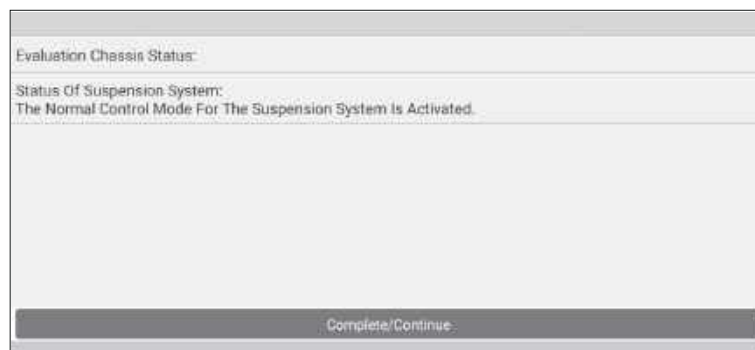 Evaluation Chassis Status:
Status Of Suspension System:
The Normal Control Mode For The Suspension System Is Activated.
Complete/Continue